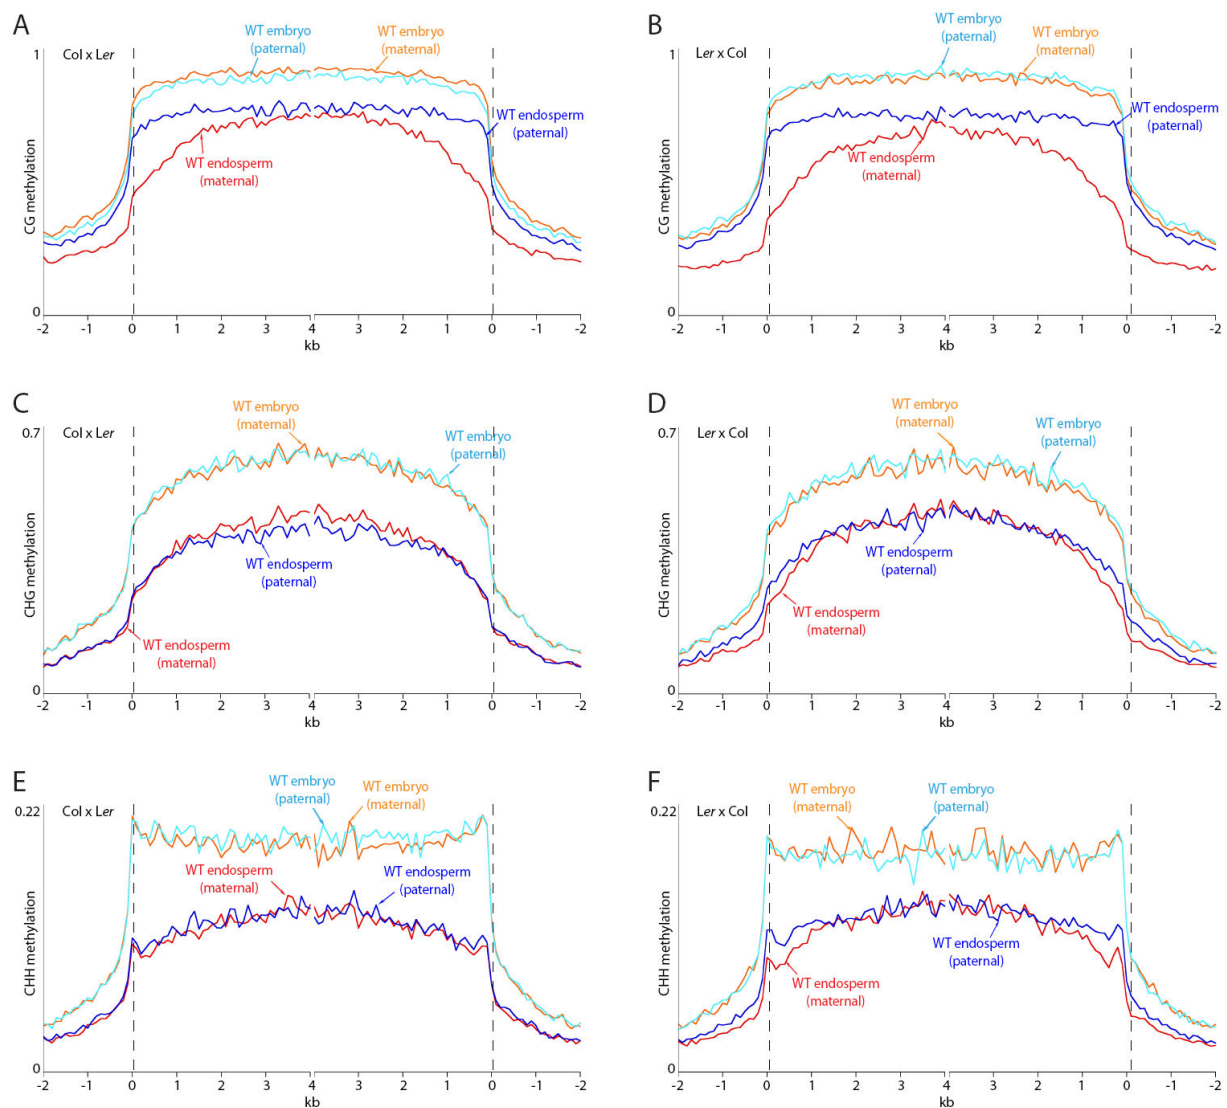 A
Col x Ler
WT embryo
(paternal)
WT embryo
(maternal)
1
CG methylation
WT endosperm
(paternal)
WT endosperm
(maternal)
0
-2 -1 0 1 2 3 4 3 2 1 0 -1 -2
kb
B
Ler x Col
WT embryo
(paternal)
WT embryo
(maternal)
1
CG methylation
WT endosperm
(paternal)
WT endosperm
(maternal)
0
-2 -1 0 1 2 3 4 3 2 1 0 -1 -2
kb
C
Col x Ler
WT embryo
(maternal)
WT embryo
(paternal)
0.7
CHG methylation
WT endosperm
(paternal)
WT endosperm
(maternal)
0
-2 -1 0 1 2 3 4 3 2 1 0 -1 -2
kb
D
Ler x Col
WT embryo
(maternal)
WT embryo
(paternal)
0.7
CHG methylation
WT endosperm
(paternal)
WT endosperm
(maternal)
0
-2 -1 0 1 2 3 4 3 2 1 0 -1 -2
kb
E
Col x Ler
WT embryo
(paternal)
WT embryo
(maternal)
0.22
CHH methylation
WT endosperm
(maternal)
WT endosperm
(paternal)
0
-2 -1 0 1 2 3 4 3 2 1 0 -1 -2
kb
F
Ler x Col
WT embryo
(maternal)
WT embryo
(paternal)
0.22
CHH methylation
WT endosperm
(paternal)
WT endosperm
(maternal)
0
-2 -1 0 1 2 3 4 3 2 1 0 -1 -2
kb